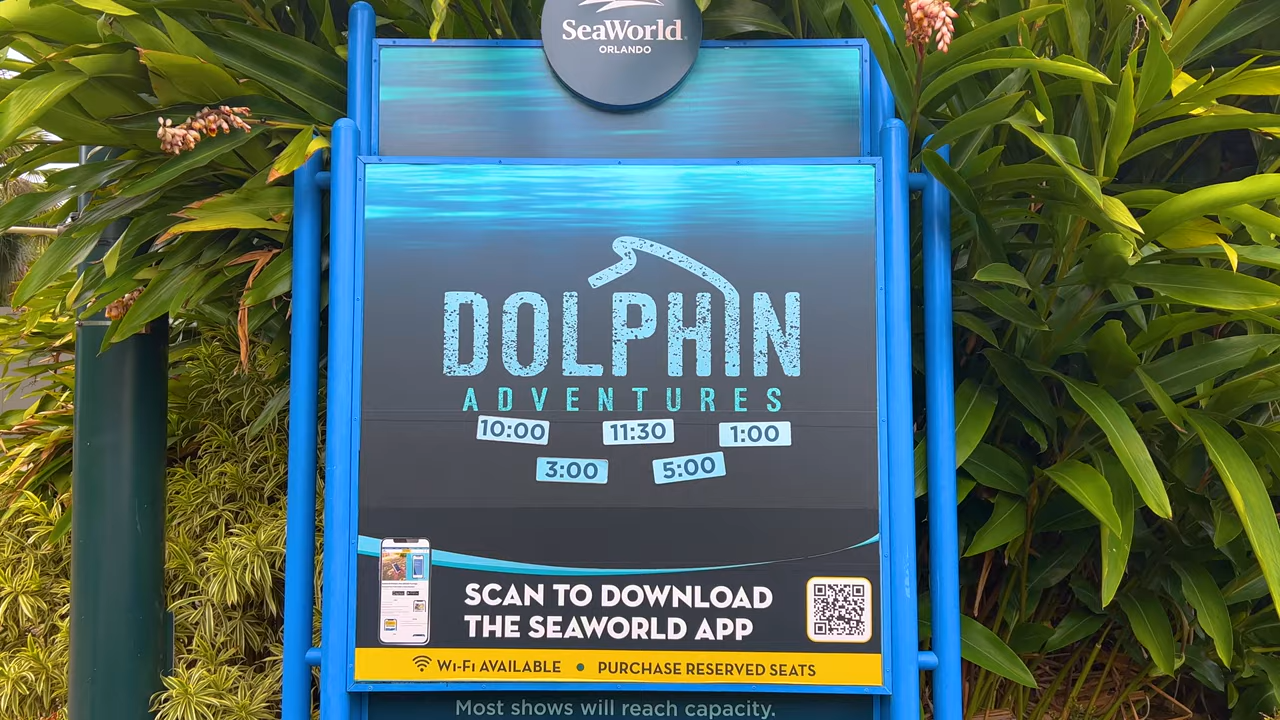 SeaWorld
ORLANDO
DOLPHIN
ADVENTURES
10:00 11:30 1:00
3:00 5:00
SCAN TO DOWNLOAD
THE SEAWORLD APP
WI-FI AVAILABLE • PURCHASE RESERVED SEATS
Most shows will reach capacity.